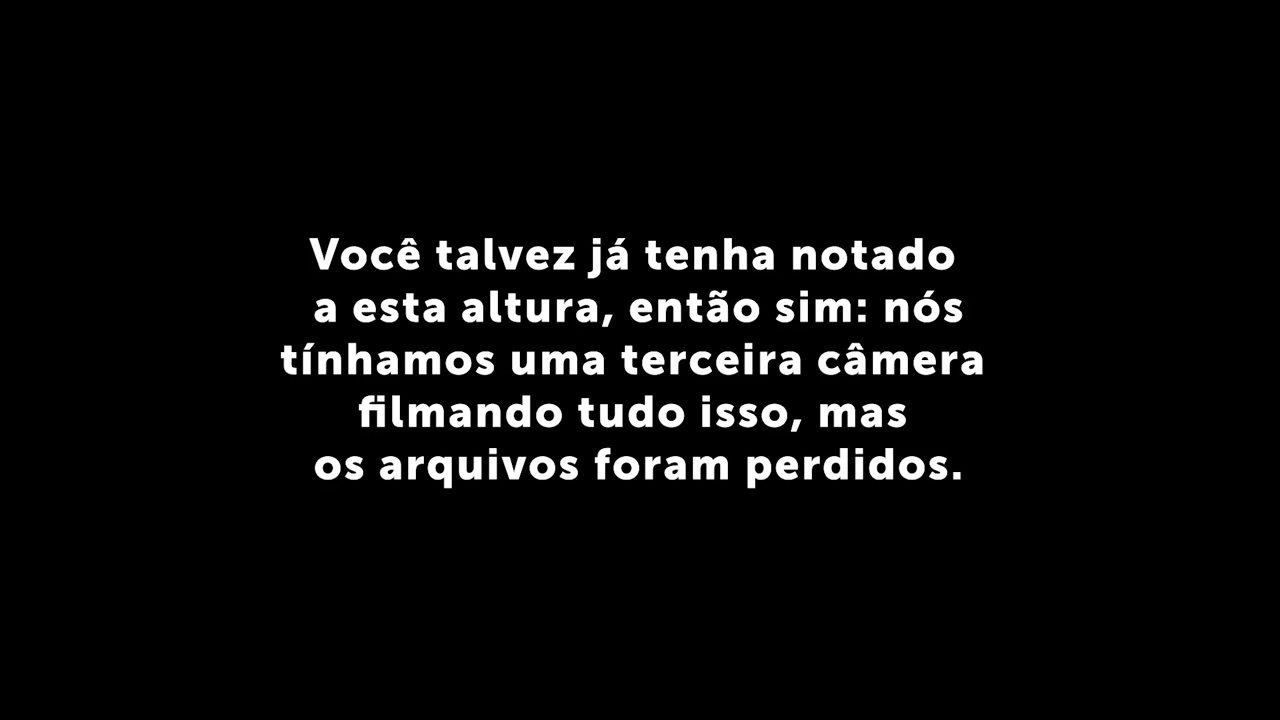 Você talvez já tenha notado
a esta altura, então sim: nós
tínhamos uma terceira câmera
filmando tudo isso, mas
os arquivos foram perdidos.